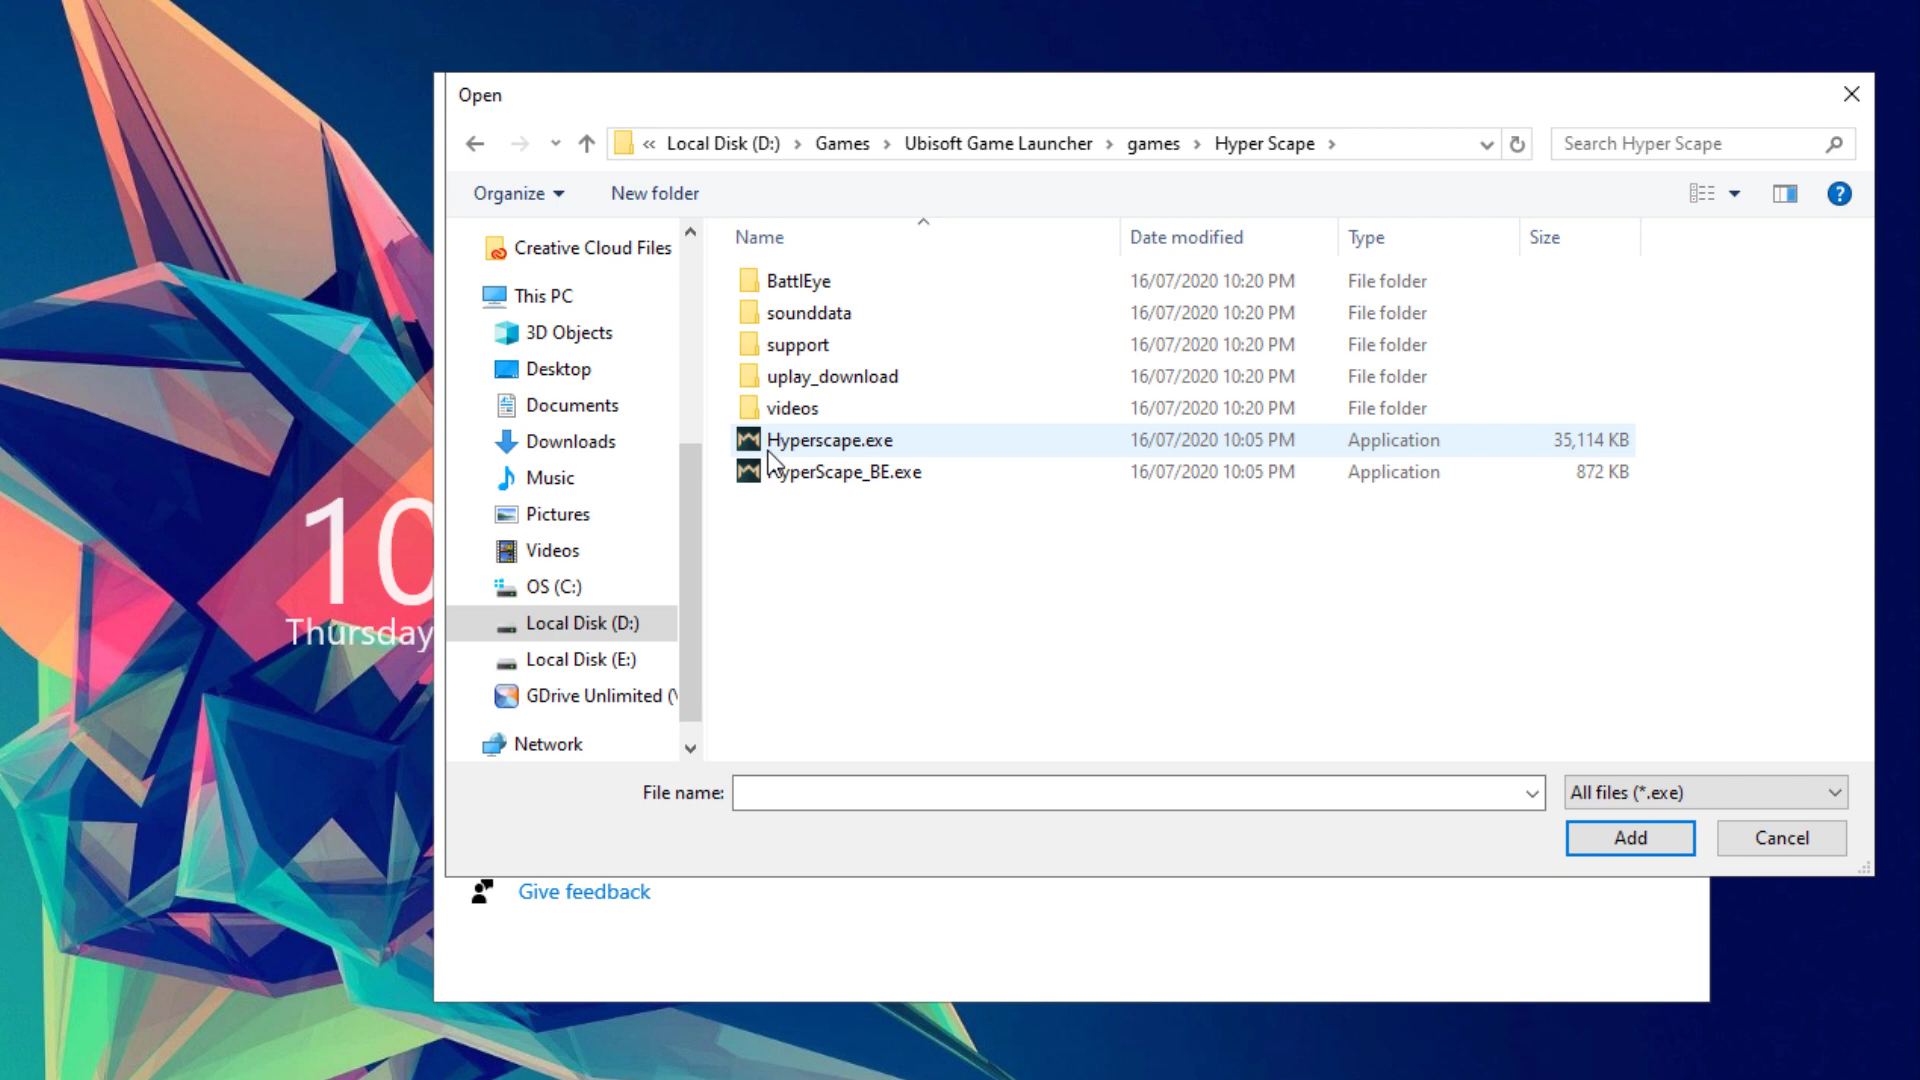 Open
« Local Disk (D:) > Games > Ubisoft Game Launcher > games > Hyper Scape >
Search Hyper Scape
Organize New folder
?
Name Date modified Type Size
Creative Cloud Files
This PC
3D Objects
Desktop
Documents
Downloads
Music
Pictures
Videos
OS (C:)
Local Disk (D:)
Local Disk (E:)
GDrive Unlimited (
Network
BattlEye 16/07/2020 10:20 PM File folder
sounddata 16/07/2020 10:20 PM File folder
support 16/07/2020 10:20 PM File folder
uplay_download 16/07/2020 10:20 PM File folder
videos 16/07/2020 10:20 PM File folder
Hyperscape.exe 16/07/2020 10:05 PM Application 35,114 KB
HyperScape_BE.exe 16/07/2020 10:05 PM Application 872 KB
10
Thursday
File name:
All files (*.exe)
Add Cancel
Give feedback